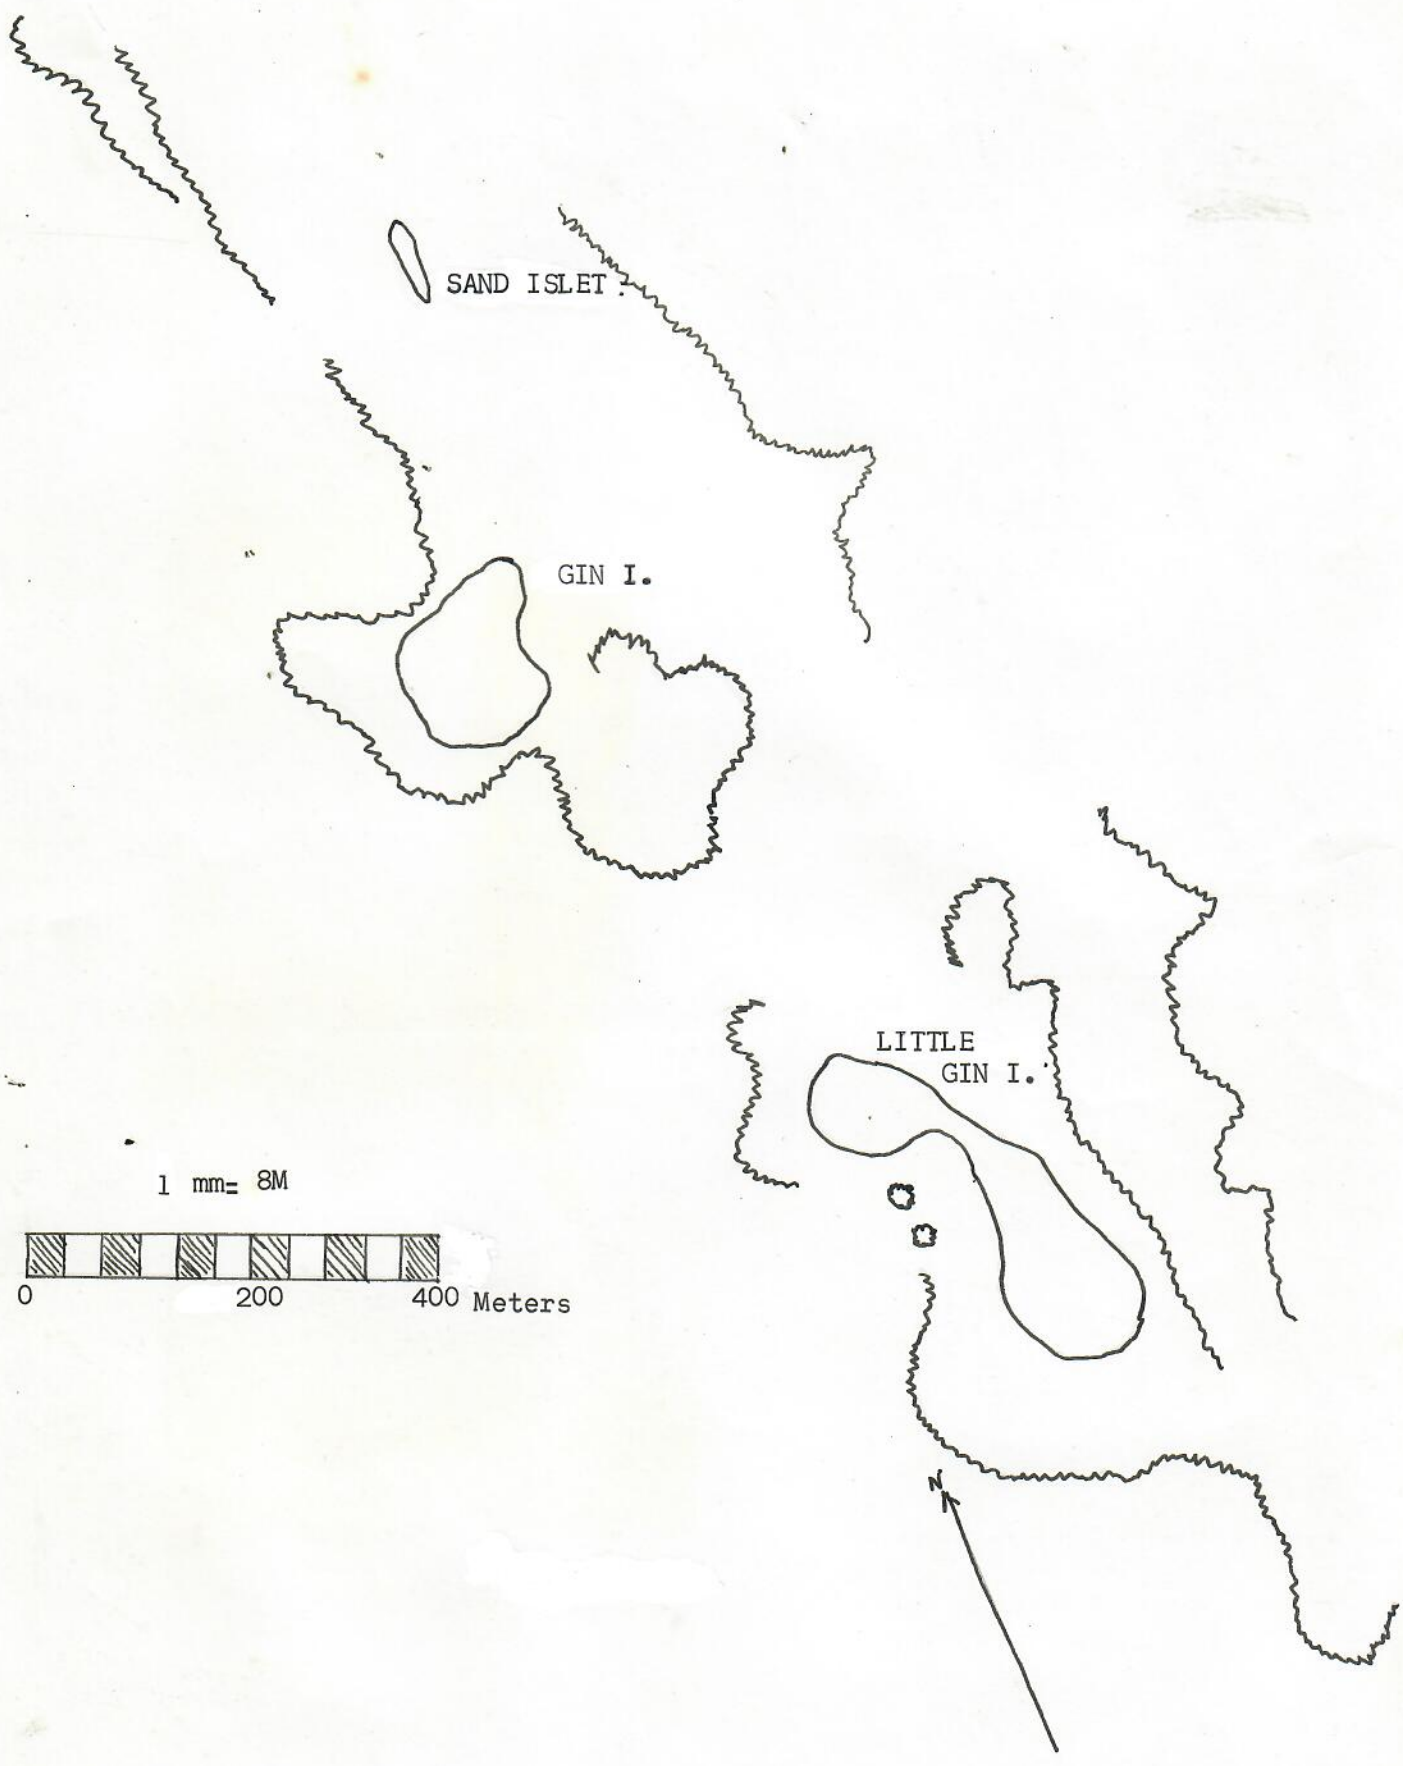 SAND ISLET.
GIN I.
LITTLE
GIN I.
1 mm= 8M
0 200 400 Meters
N